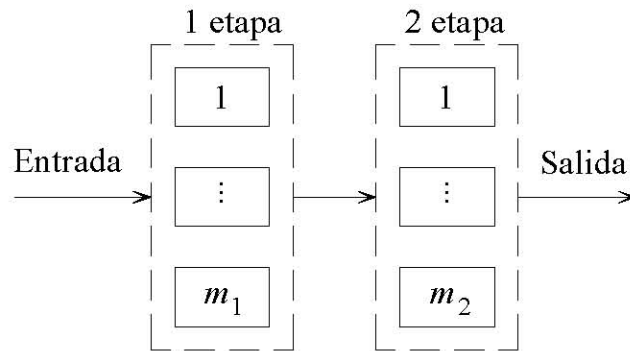 1 etapa
2 etapa
1
1
Entrada
Salida
⋮
⋮
m₁
m₂